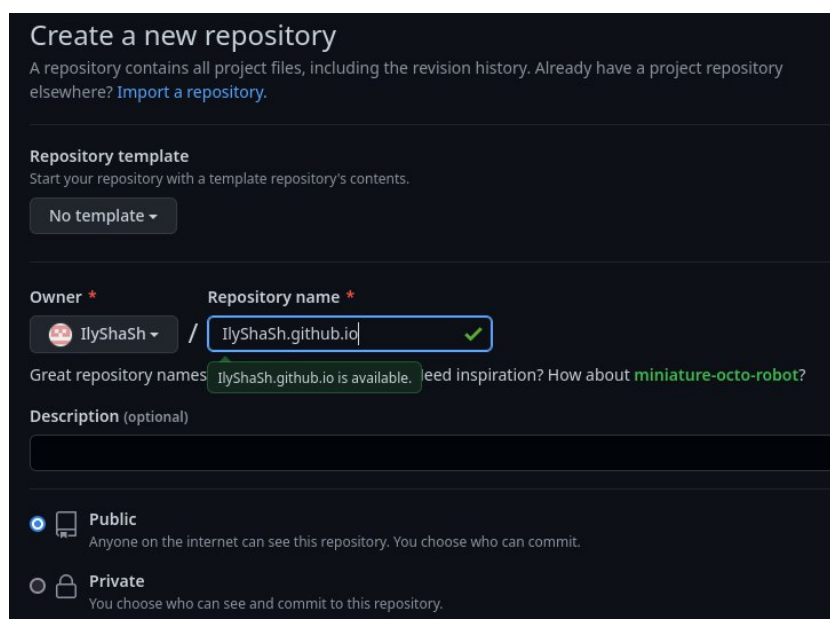 Create a new repository
A repository contains all project files, including the revision history. Already have a project repository
elsewhere? Import a repository.
Repository template
Start your repository with a template repository's contents.
No template
Owner *
Repository name *
IlyShaSh
/
IlyShaSh.github.io
Great repository names
IlyShaSh.github.io is available.
eed inspiration? How about miniature-octo-robot?
Description (optional)
Public
Anyone on the internet can see this repository. You choose who can commit.
Private
You choose who can see and commit to this repository.